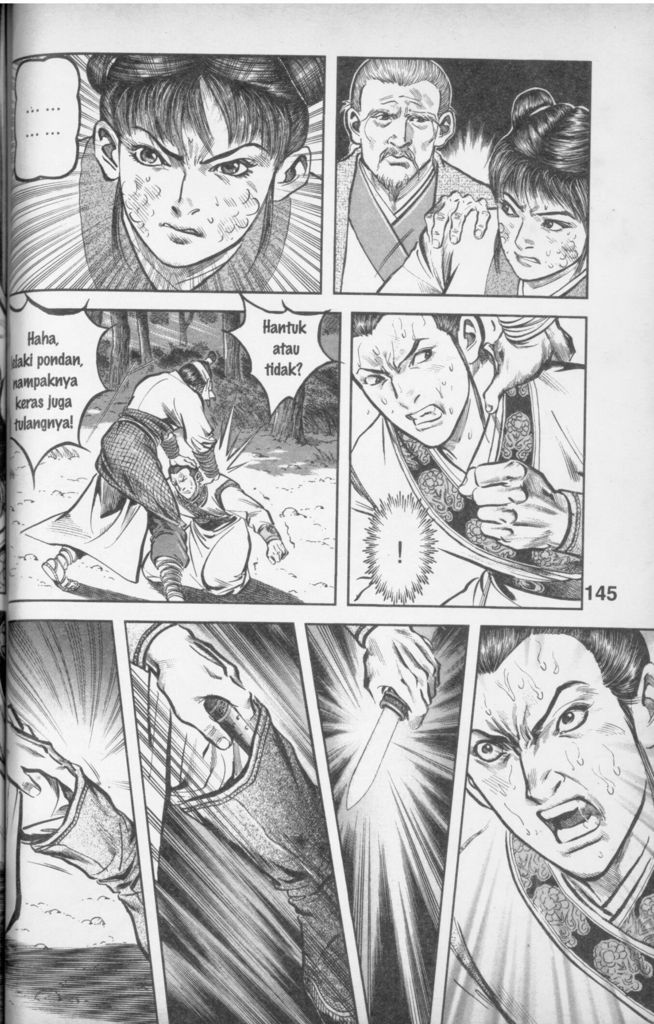 ... ...
... ...
Haha,
lelaki pondan,
nampaknya
keras juga
tulangnya!
Hantuk
atau
tidak?
!
145